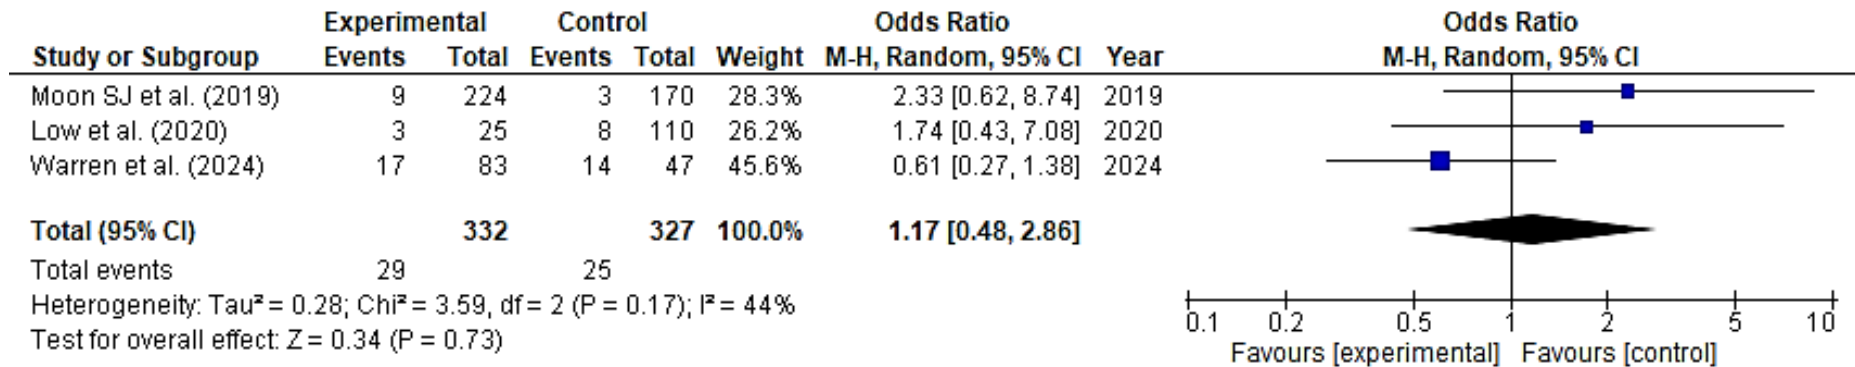 Experimental Control Odds Ratio Odds Ratio
Study or Subgroup Events Total Events Total Weight M-H, Random, 95% CI Year M-H, Random, 95% CI
Moon SJ et al. (2019) 9 224 3 170 28.3% 2.33 [0.62, 8.74] 2019
Low et al. (2020) 3 25 8 110 26.2% 1.74 [0.43, 7.08] 2020
Warren et al. (2024) 17 83 14 47 45.6% 0.61 [0.27, 1.38] 2024
Total (95% CI) 332 327 100.0% 1.17 [0.48, 2.86]
Total events 29 25
Heterogeneity: Tau² = 0.28; Chi² = 3.59, df = 2 (P = 0.17); I² = 44%
Test for overall effect: Z = 0.34 (P = 0.73)
0.1 0.2 0.5 1 2 5 10
Favours [experimental] Favours [control]